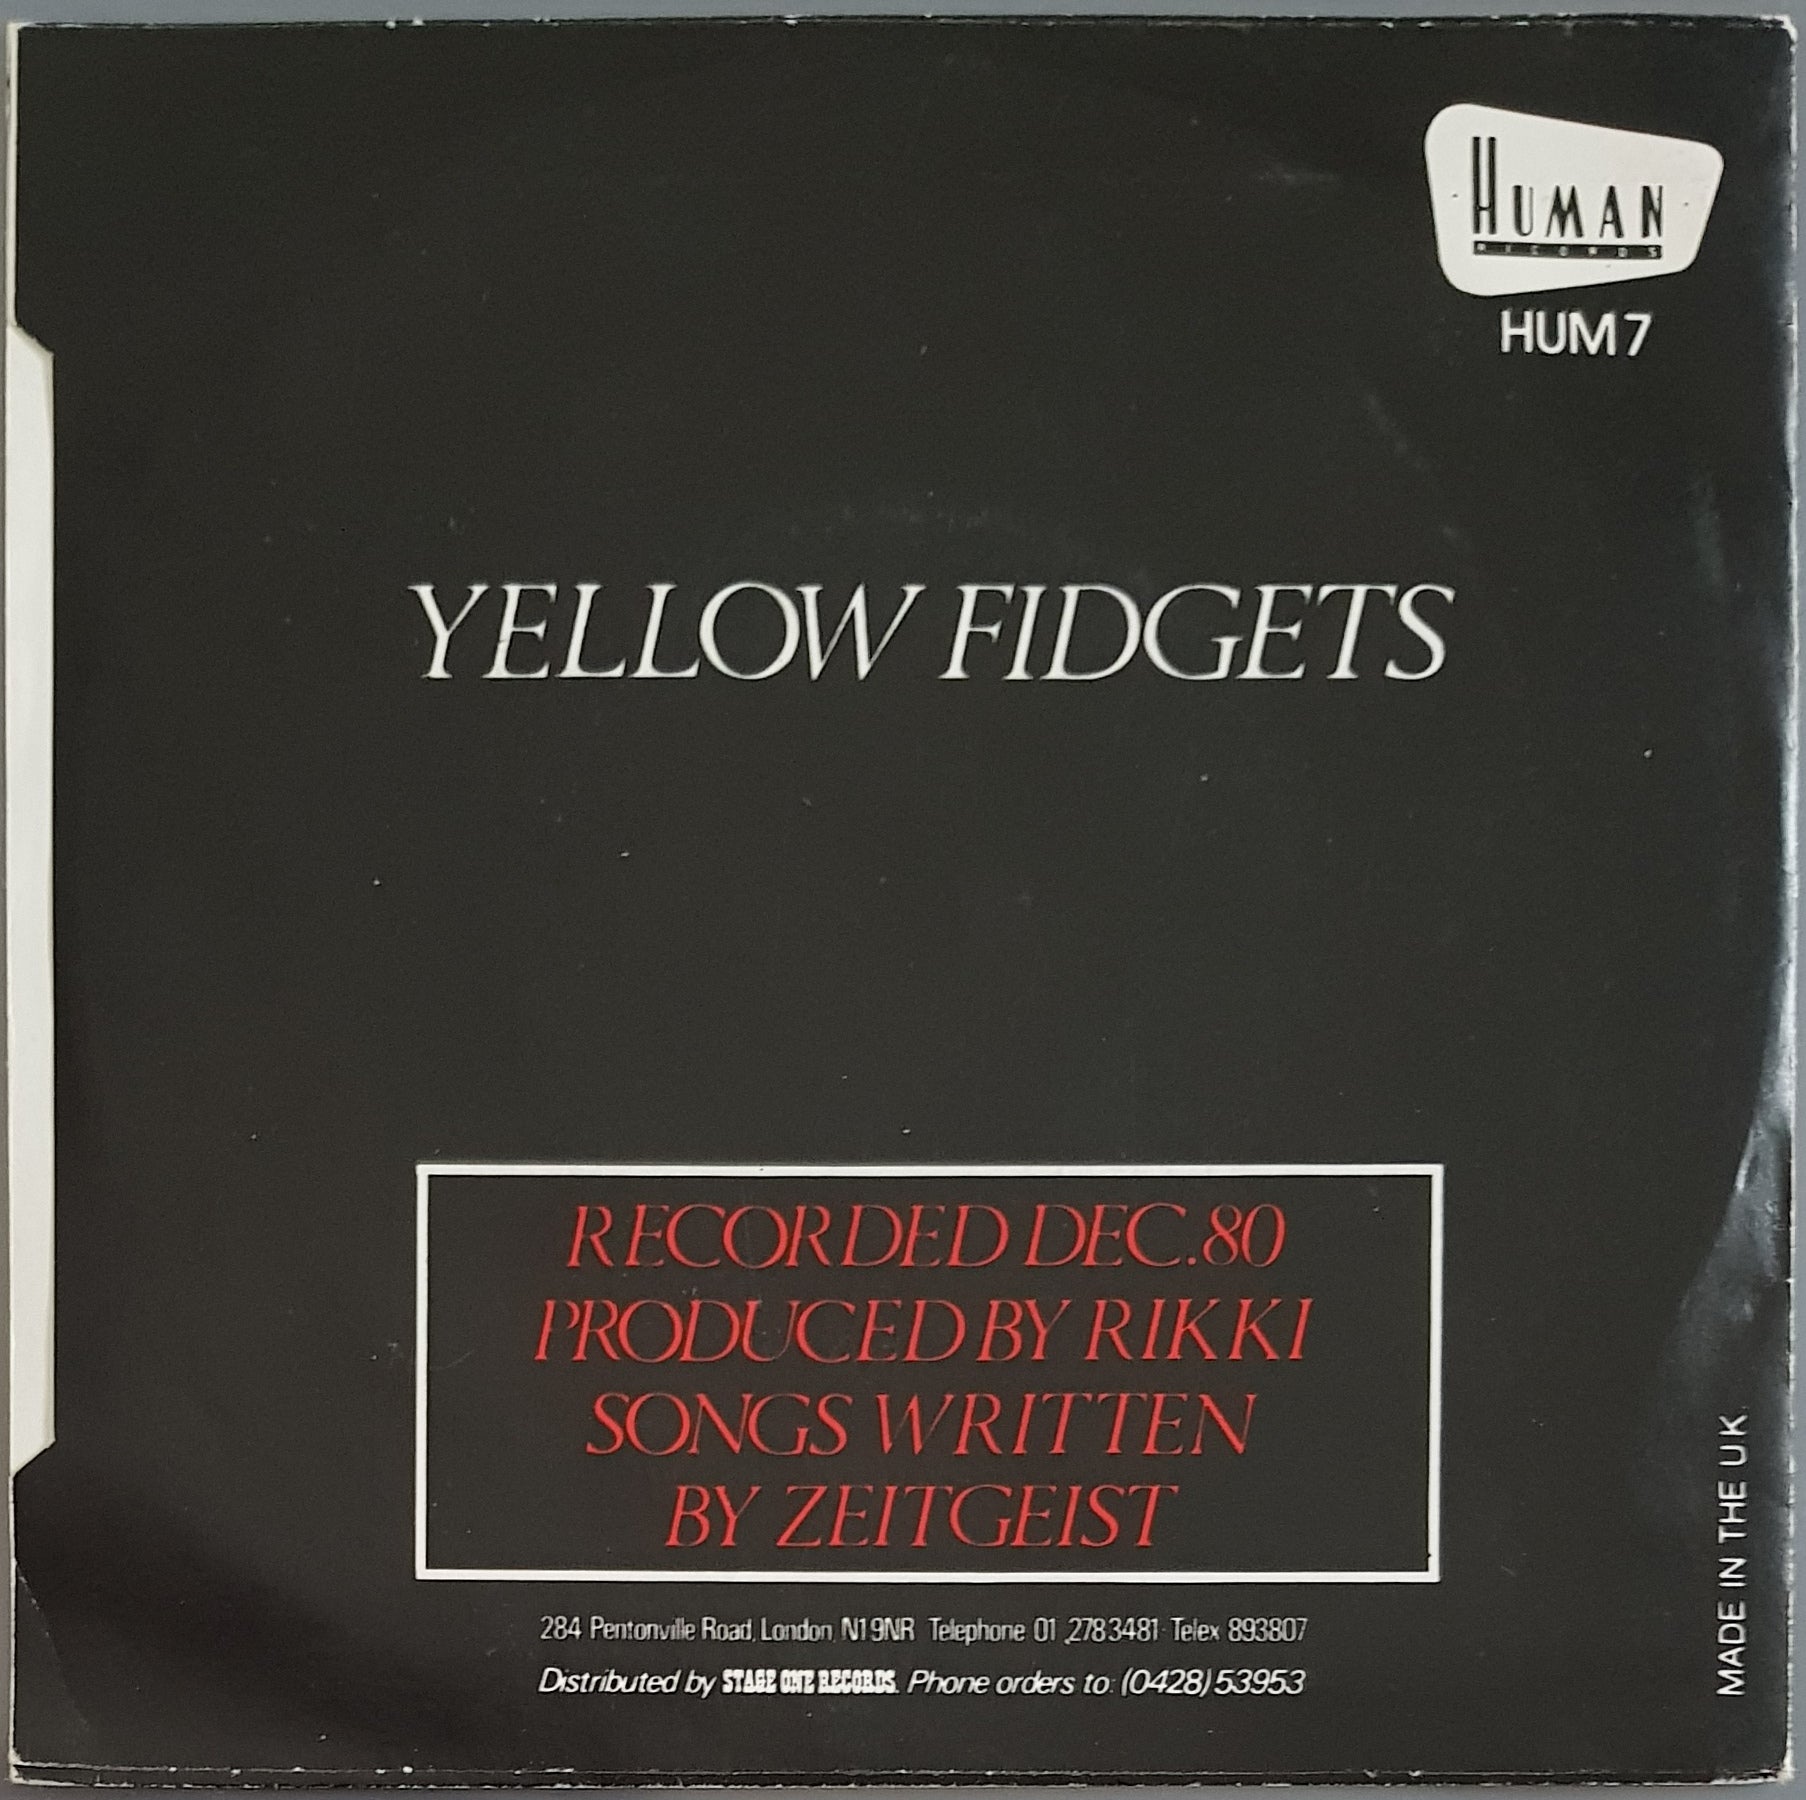 HUMAN
RECORDS
HUM 7
YELLOW FIDGETS
RECORDED DEC.80
PRODUCED BY RIKKI
SONGS WRITTEN
BY ZEITGEIST
284 Pentonville Road, London, N1 9NR Telephone 01 ,278 3481 Telex 893807
Distributed by STAGE ONE RECORDS. Phone orders to: (0428) 53953
MADE IN THE U.K.